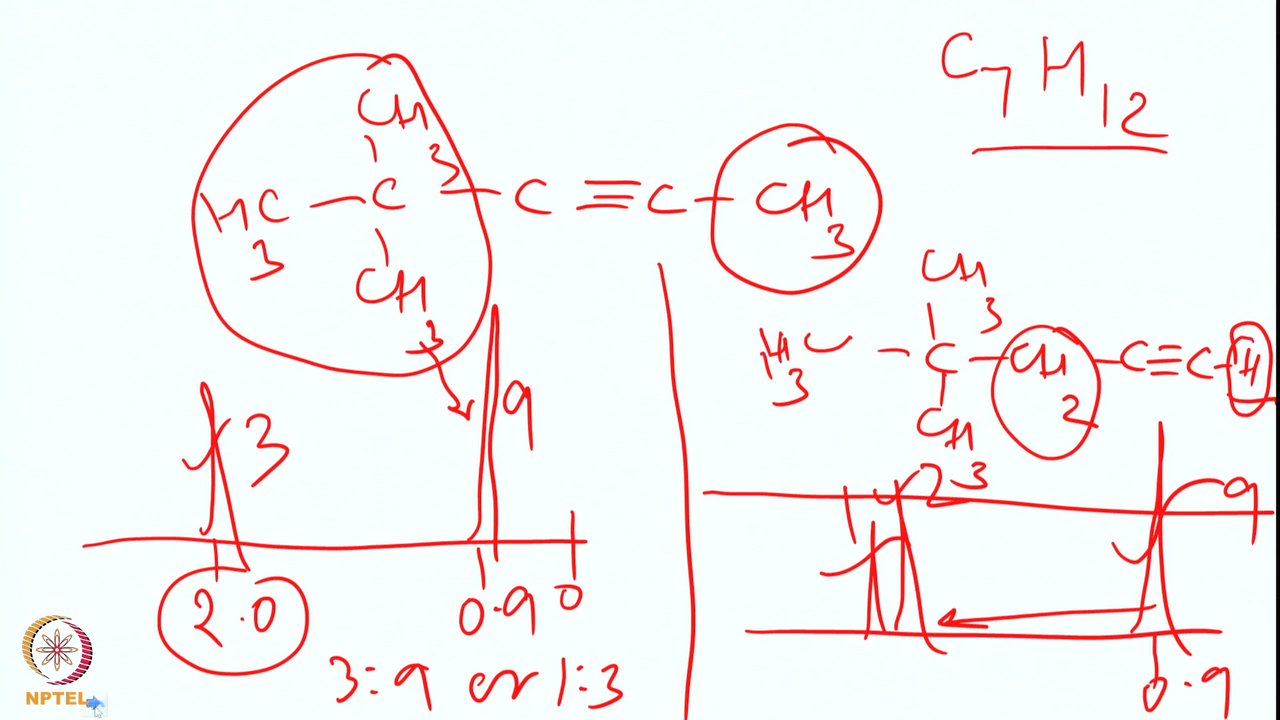 C7H12
CH3
H3C — C — C ≡ C — CH3
CH3
CH3
H3C — C — CH2 — C ≡ C — H
CH3
3
9
2.0
0.9
0
3:9 or 1:3
1
2
9
0.9
NPTEL